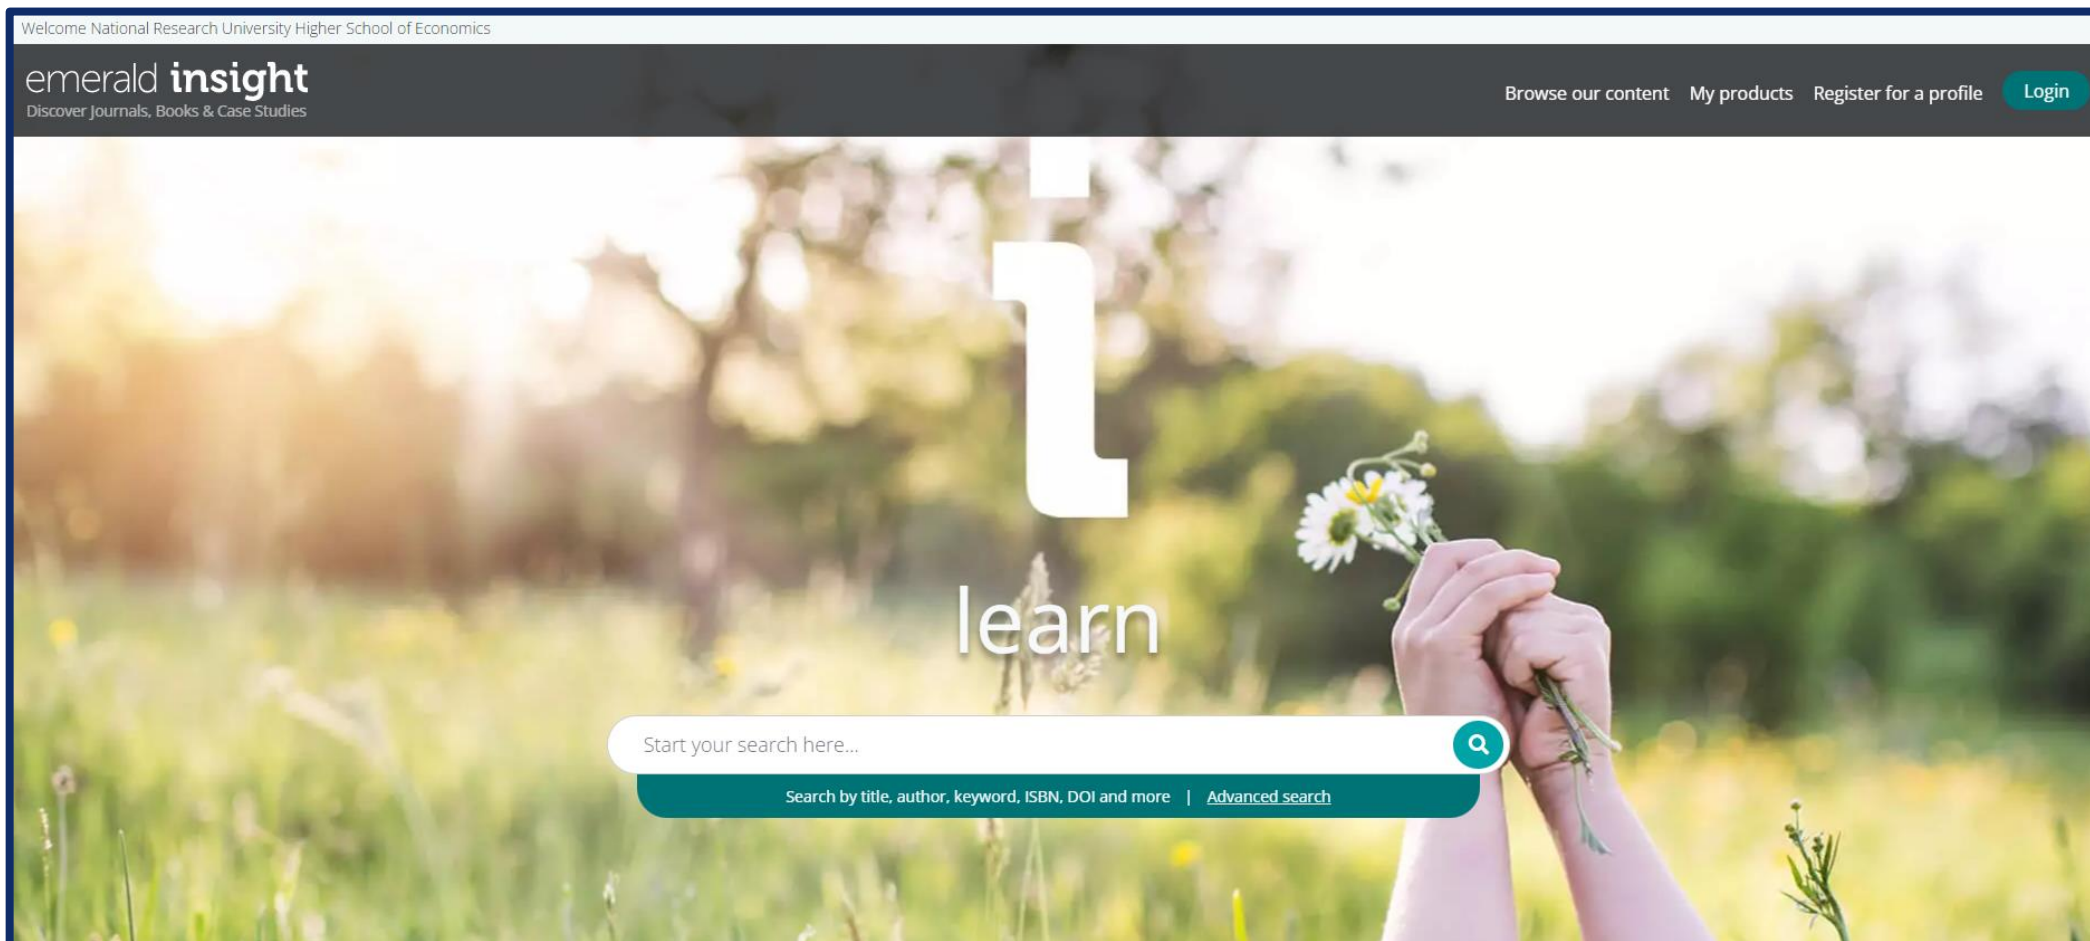 Welcome National Research University Higher School of Economics
emerald insight
Discover Journals, Books & Case Studies
Browse our content My products Register for a profile Login
i
learn
Start your search here...
Search by title, author, keyword, ISBN, DOI and more | Advanced search